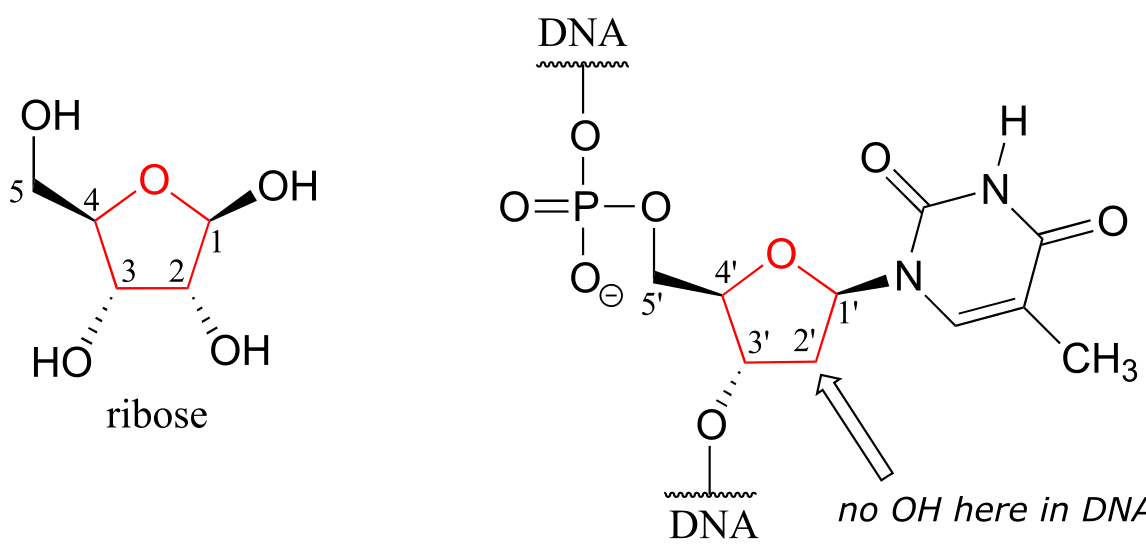 OH
5
4
O
OH
1
3
2
HO
OH
ribose
DNA
O
O=P–O
O⊖
5'
4'
O
1'
3'
2'
O
DNA
O
H
N
O
N
CH₃
no OH here in DNA